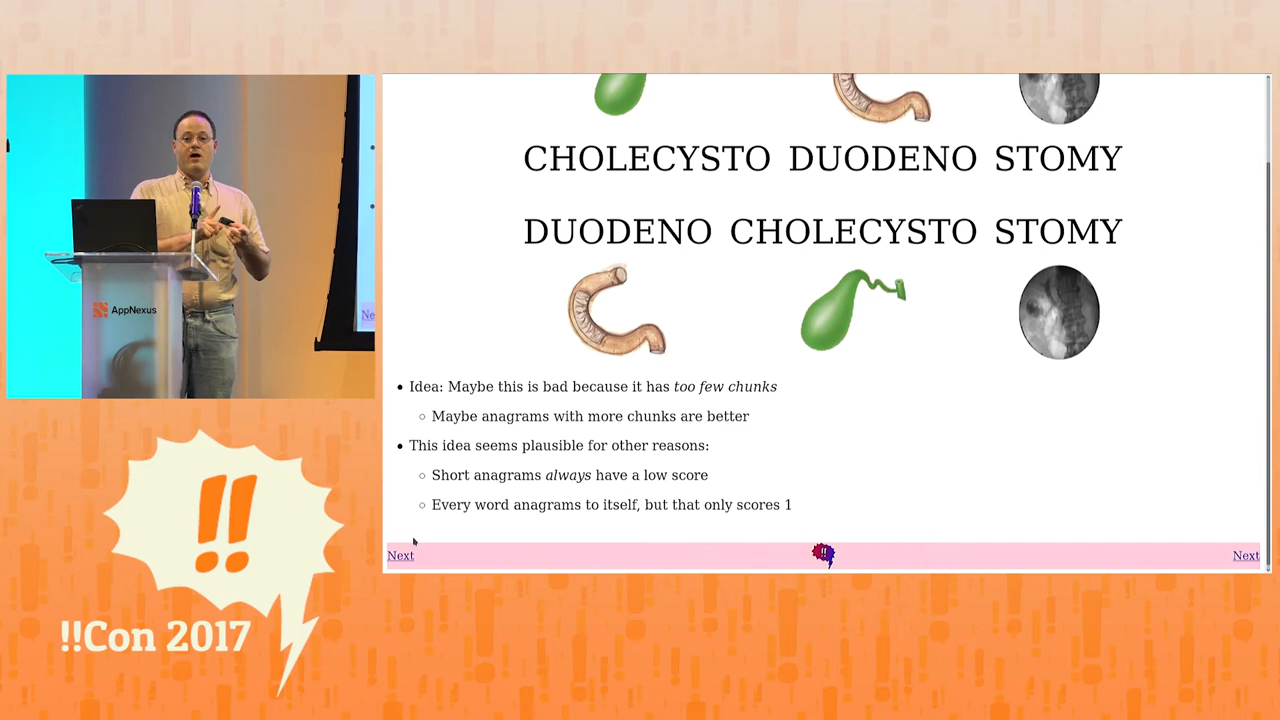 CHOLECYSTO DUODENO STOMY
DUODENO CHOLECYSTO STOMY
• Idea: Maybe this is bad because it has too few chunks
○ Maybe anagrams with more chunks are better
• This idea seems plausible for other reasons:
○ Short anagrams always have a low score
○ Every word anagrams to itself, but that only scores 1
Next
Next
AppNexus
Ne
!!
!!Con 2017